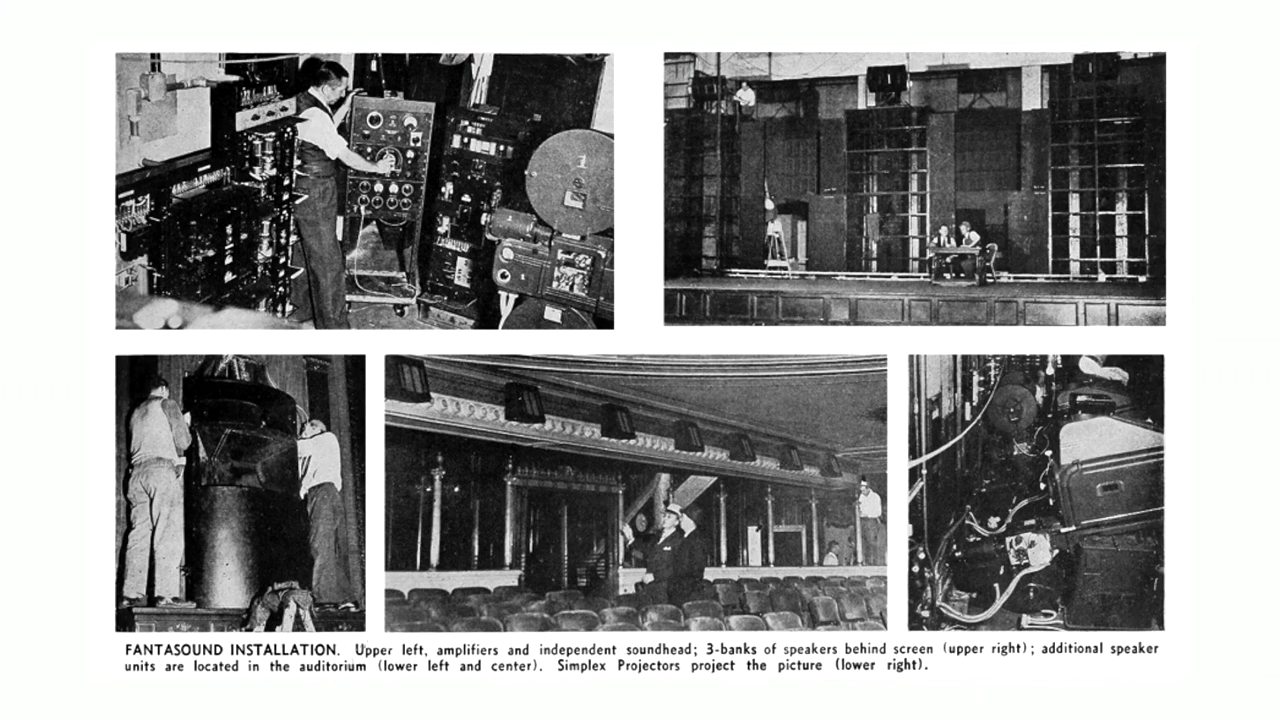 1
FANTASOUND INSTALLATION. Upper left, amplifiers and independent soundhead; 3-banks of speakers behind screen (upper right); additional speaker
units are located in the auditorium (lower left and center). Simplex Projectors project the picture (lower right).